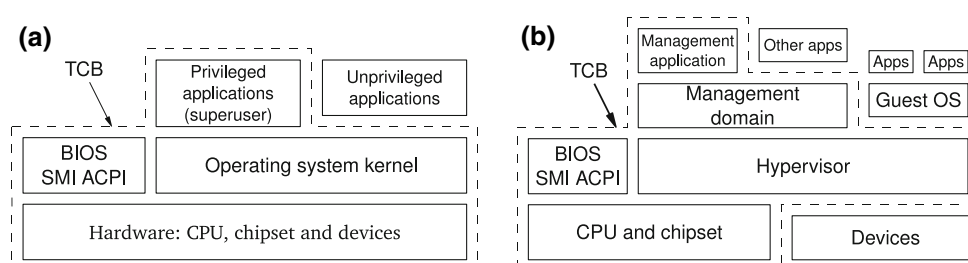 (a)
TCB
Privileged
applications
(superuser)
Unprivileged
applications
BIOS
SMI ACPI
Operating system kernel
Hardware: CPU, chipset and devices
(b)
TCB
Management
application
Other apps
Apps
Apps
Management
domain
Guest OS
BIOS
SMI ACPI
Hypervisor
CPU and chipset
Devices